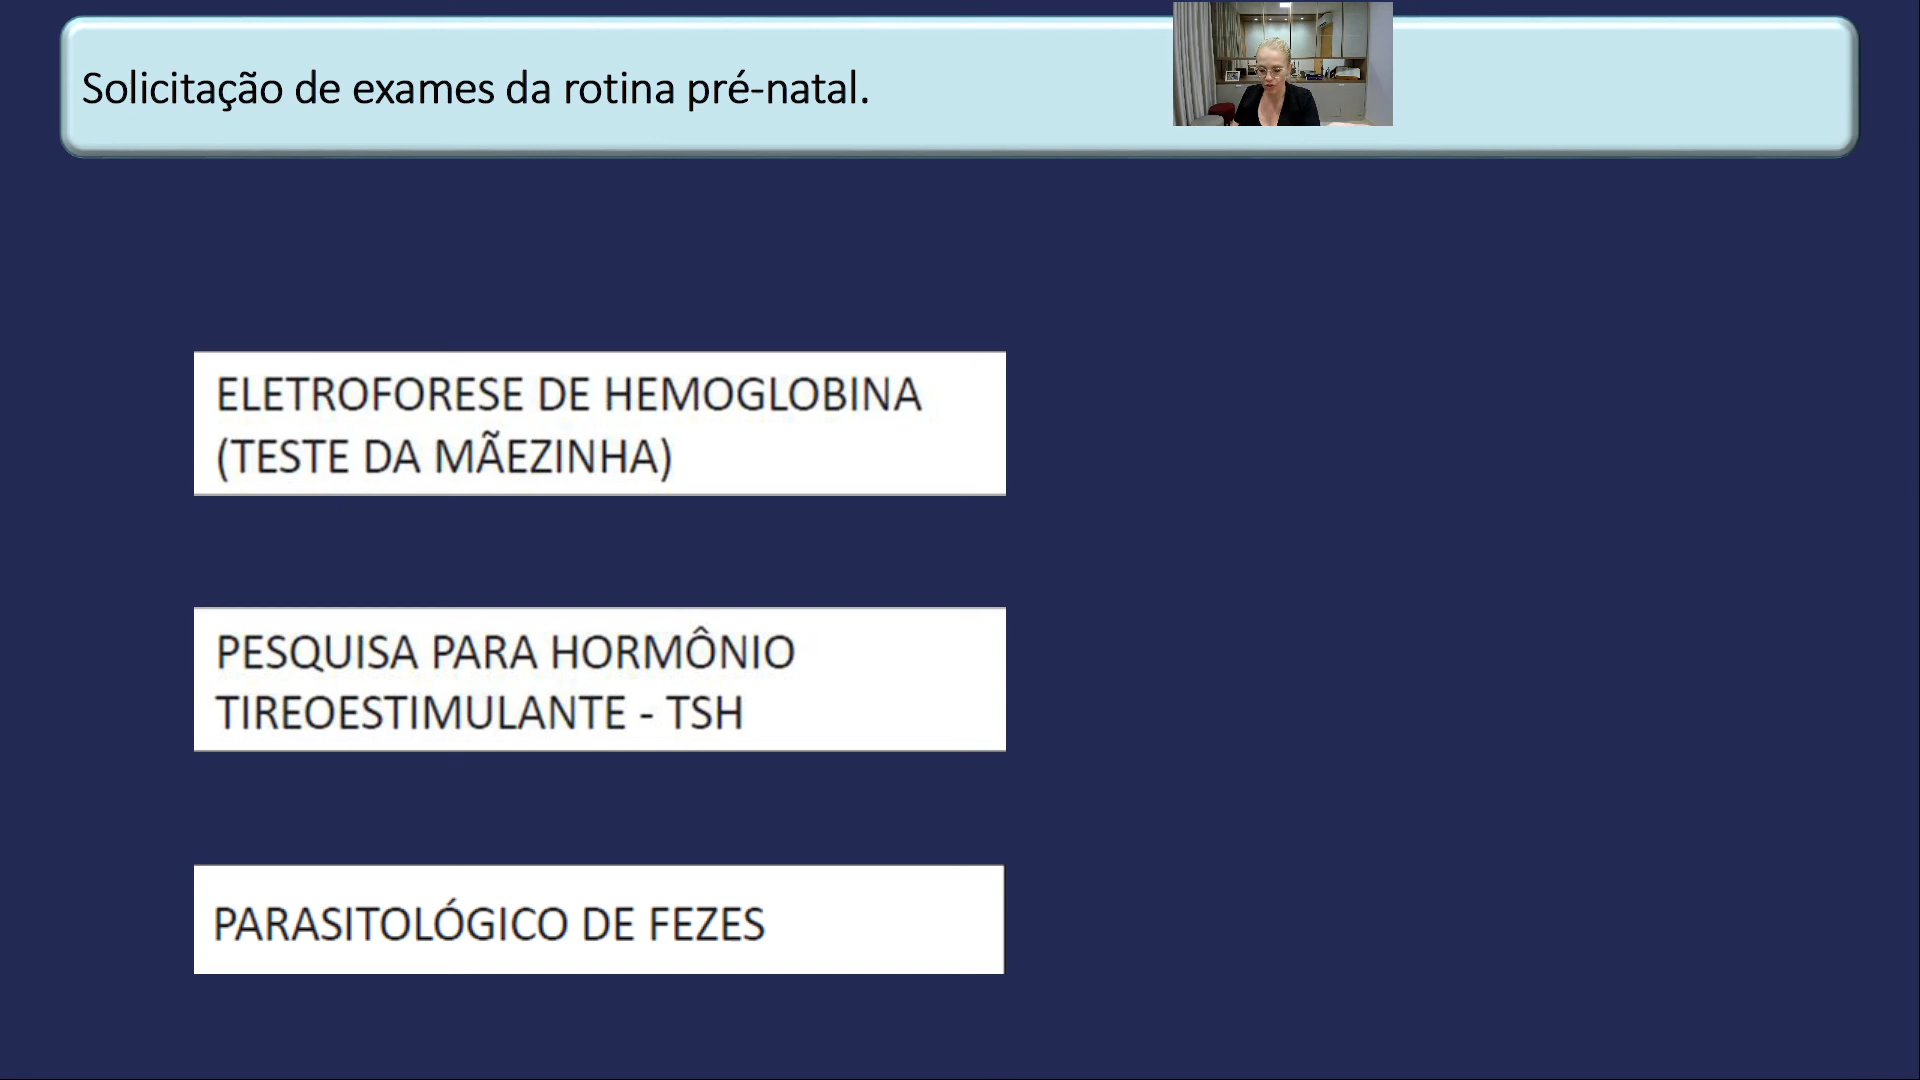 Solicitação de exames da rotina pré-natal.
ELETROFORESE DE HEMOGLOBINA
(TESTE DA MÃEZINHA)
PESQUISA PARA HORMÔNIO
TIREOESTIMULANTE - TSH
PARASITOLÓGICO DE FEZES